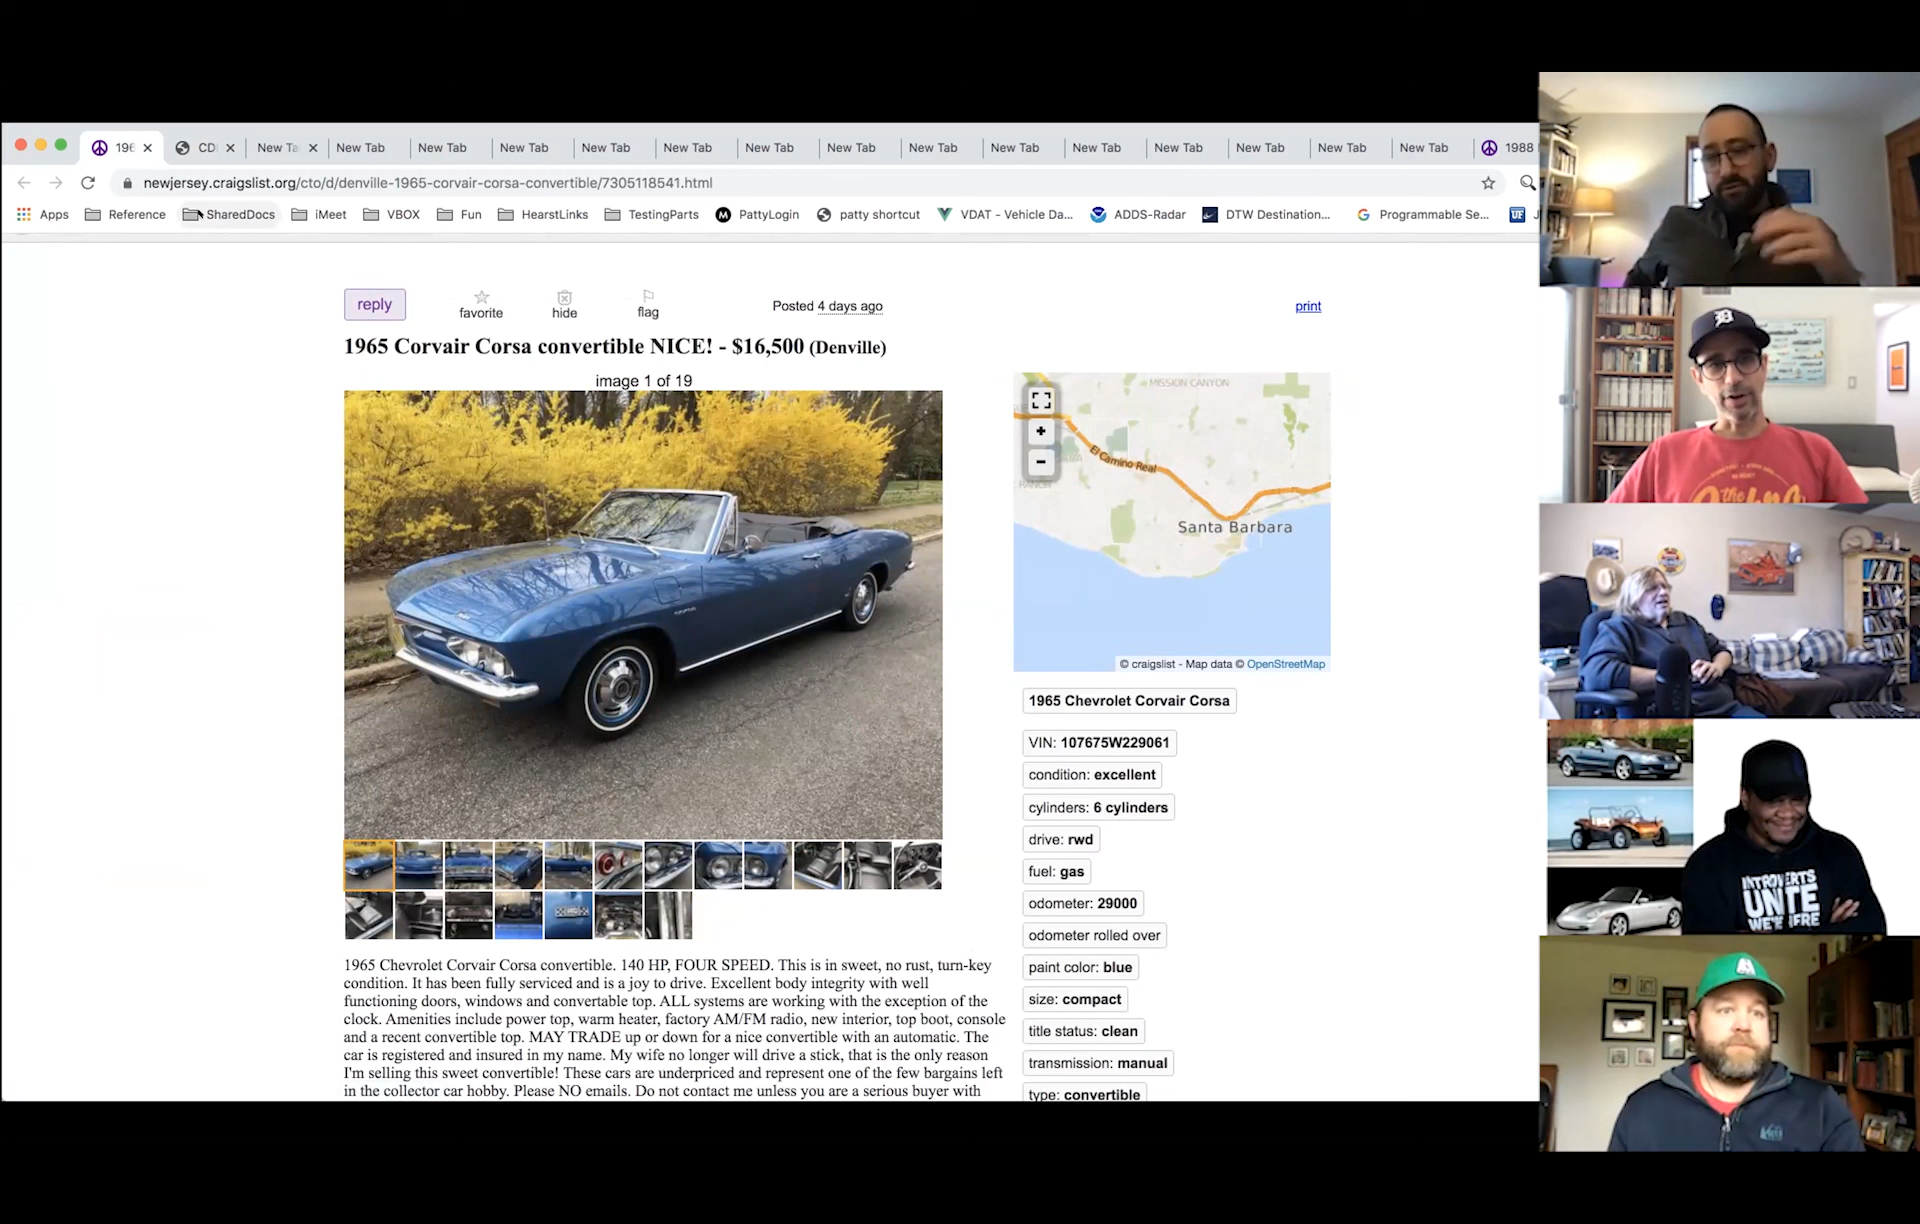 196
CD
New Ta
New Tab
New Tab
New Tab
New Tab
New Tab
New Tab
New Tab
New Tab
New Tab
New Tab
New Tab
New Tab
New Tab
New Tab
1988
newjersey.craigslist.org/cto/d/denville-1965-corvair-corsa-convertible/7305118541.html
Apps Reference SharedDocs iMeet VBOX Fun HearstLinks TestingParts PattyLogin patty shortcut VDAT - Vehicle Da... ADDS-Radar DTW Destination... Programmable Se... UF J
reply
favorite
hide
flag
Posted 4 days ago
print
1965 Corvair Corsa convertible NICE! - $16,500 (Denville)
image 1 of 19
MISSION CANYON
El Camino Real
RANCH
Santa Barbara
© craigslist - Map data © OpenStreetMap
1965 Chevrolet Corvair Corsa
VIN: 107675W229061
condition: excellent
cylinders: 6 cylinders
drive: rwd
fuel: gas
odometer: 29000
odometer rolled over
paint color: blue
size: compact
title status: clean
transmission: manual
type: convertible
1965 Chevrolet Corvair Corsa convertible. 140 HP, FOUR SPEED. This is in sweet, no rust, turn-key
condition. It has been fully serviced and is a joy to drive. Excellent body integrity with well
functioning doors, windows and convertable top. ALL systems are working with the exception of the
clock. Amenities include power top, warm heater, factory AM/FM radio, new interior, top boot, console
and a recent convertible top. MAY TRADE up or down for a nice convertible with an automatic. The
car is registered and insured in my name. My wife no longer will drive a stick, that is the only reason
I'm selling this sweet convertible! These cars are underpriced and represent one of the few bargains left
in the collector car hobby. Please NO emails. Do not contact me unless you are a serious buyer with
the
INTROVERTS
UNITE
WE'RE HERE